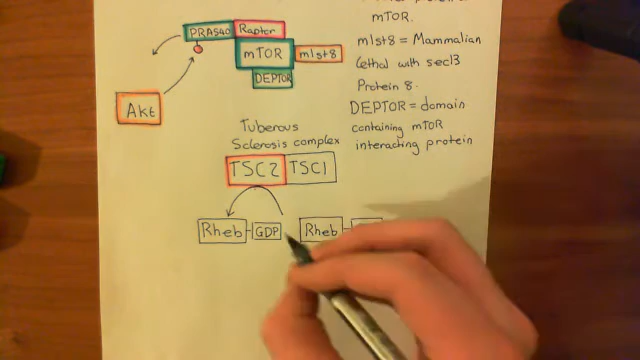 PRAS40 Raptor
mTOR mlst8
DEPTOR
Akt
mTOR.
mlst8 = Mammalian
lethal with sec13
Protein 8.
DEPTOR = domain
containing mTOR
interacting protein
Tuberous
Sclerosis complex
TSC2 TSC1
Rheb GDP Rheb